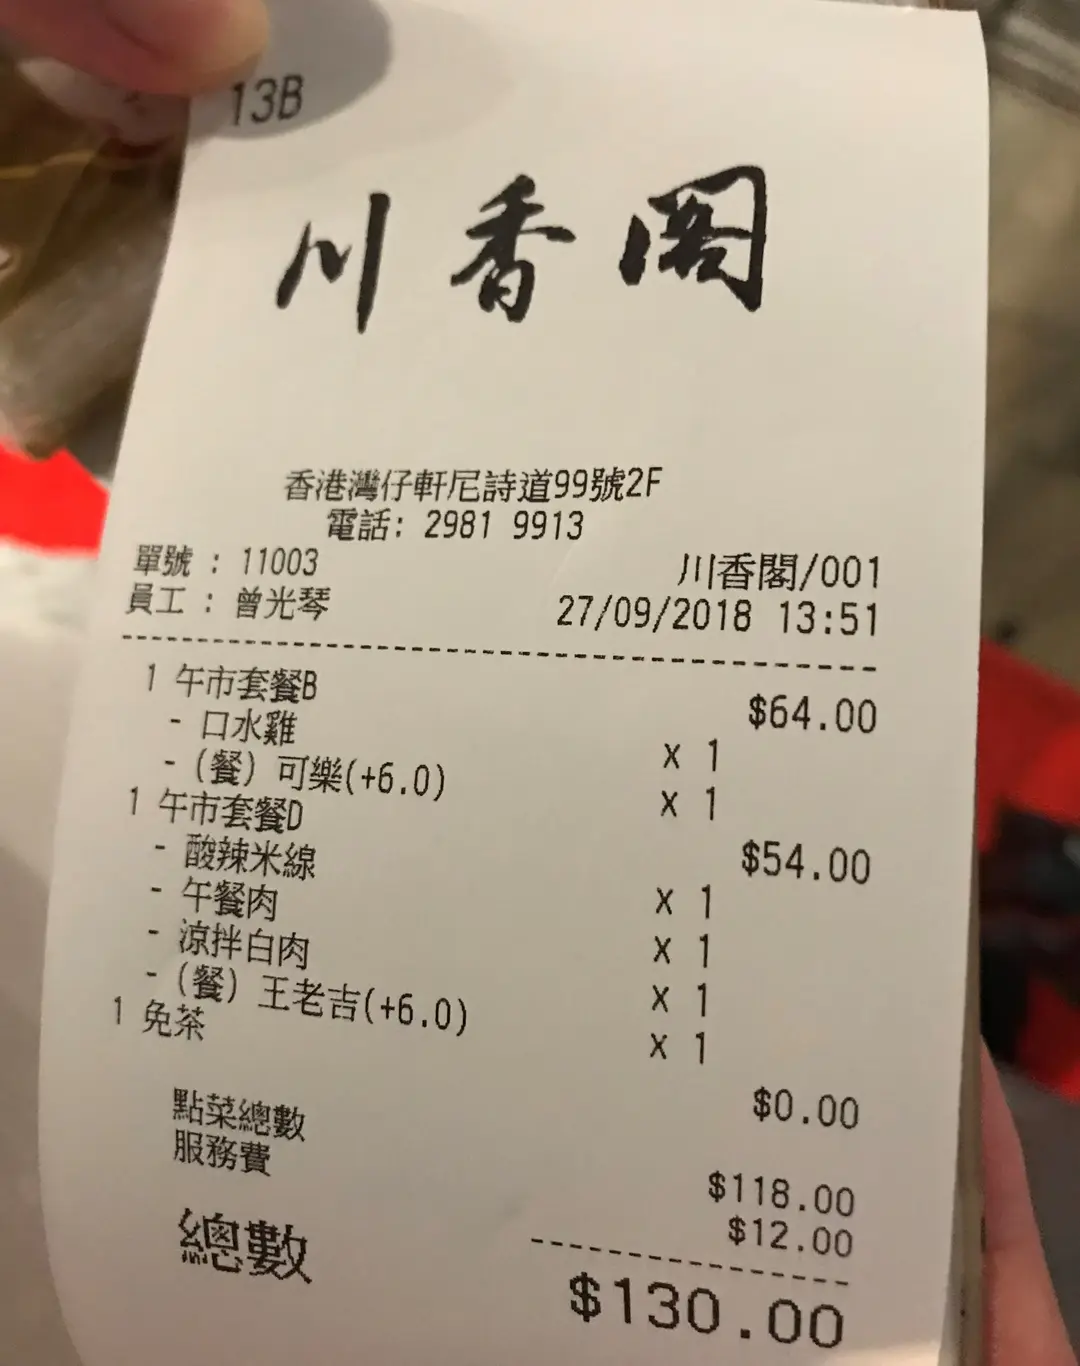 13B
川香閣
香港灣仔軒尼詩道99號2F
電話: 2981 9913
單號 : 11003 川香閣/001
員工 : 曾光琴 27/09/2018 13:51
1 午市套餐B $64.00
- 口水雞 x 1
- (餐) 可樂(+6.0) x 1
1 午市套餐D $54.00
- 酸辣米線 x 1
- 午餐肉 x 1
- 涼拌白肉 x 1
- (餐) 王老吉(+6.0) x 1
1 免茶 $0.00
點菜總數 $118.00
服務費 $12.00
總數 $130.00